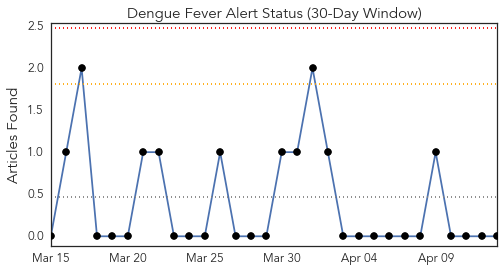 Dengue Fever Alert Status (30-Day Window)
2.5
2.0
1.5
1.0
0.5
0.0
Articles Found
Mar 15 Mar 20 Mar 25 Mar 30 Apr 04 Apr 09